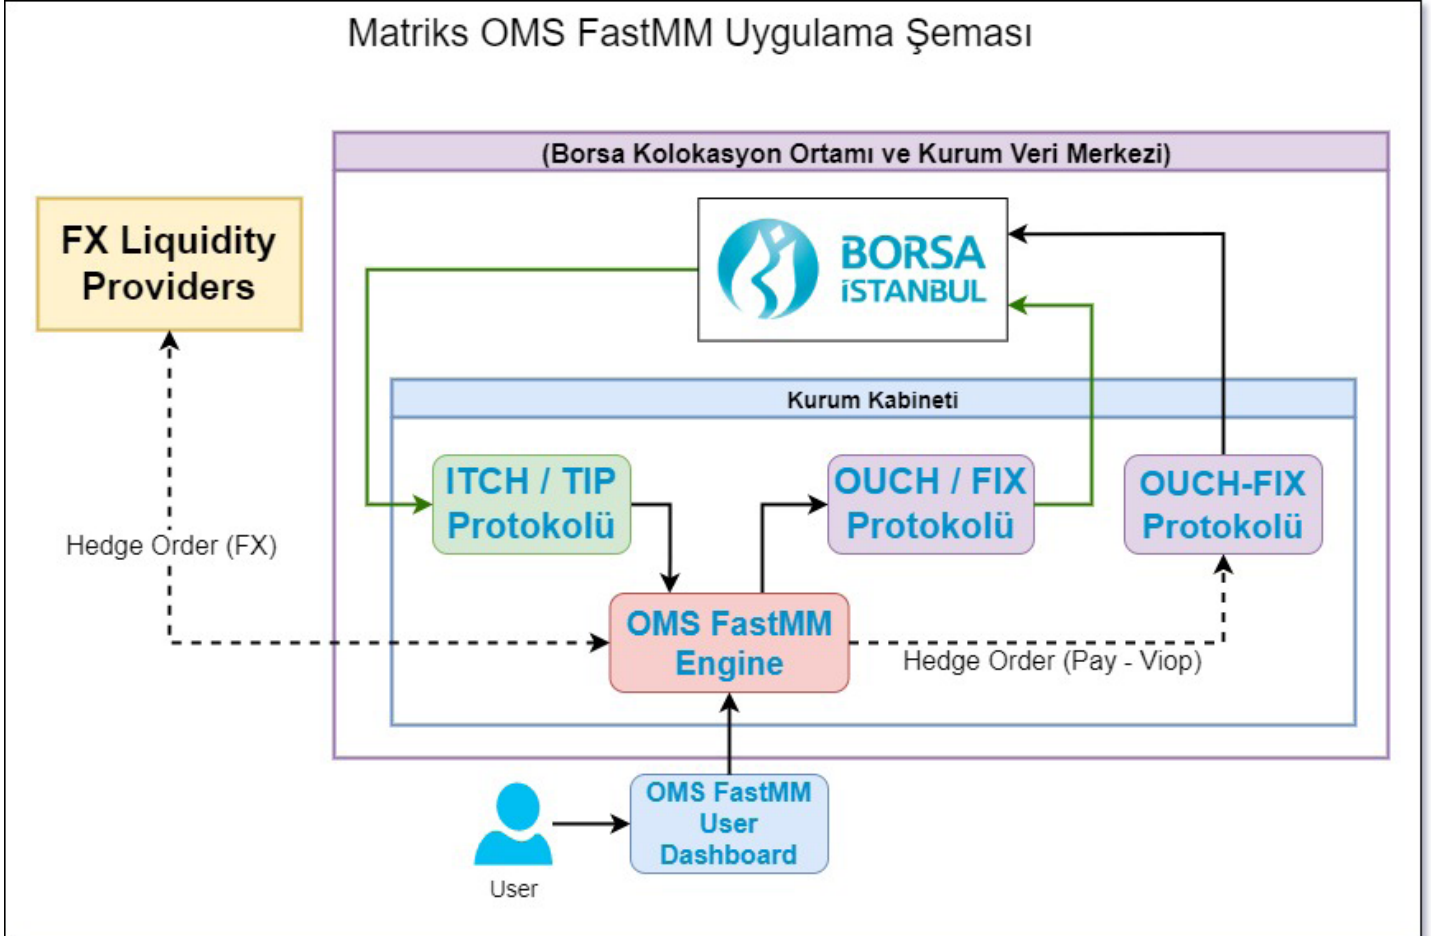 Matriks OMS FastMM Uygulama Şeması
(Borsa Kolokasyon Ortamı ve Kurum Veri Merkezi)
FX Liquidity
Providers
BORSA
İSTANBUL
Kurum Kabineti
ITCH / TIP
Protokolü
OUCH / FIX
Protokolü
OUCH-FIX
Protokolü
Hedge Order (FX)
OMS FastMM
Engine
Hedge Order (Pay - Viop)
OMS FastMM
User
Dashboard
User